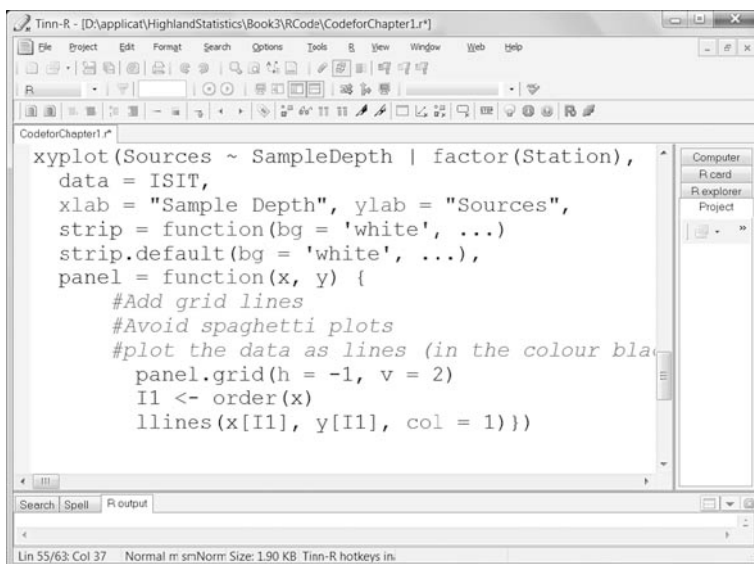 Tinn-R - [D:\applicat\HighlandStatistics\Book3\RCode\CodeforChapter1.r*]
File Project Edit Format Search Options Tools R View Window Web Help
R
CodeforChapter1.r*
xyplot(Sources ~ SampleDepth | factor(Station),
data = ISIT,
xlab = "Sample Depth", ylab = "Sources",
strip = function(bg = 'white', ...)
strip.default(bg = 'white', ...),
panel = function(x, y) {
#Add grid lines
#Avoid spaghetti plots
#plot the data as lines (in the colour blac
panel.grid(h = -1, v = 2)
I1 <- order(x)
llines(x[I1], y[I1], col = 1)})
Computer
R card
R explorer
Project
Search Spell R output
Lin 55/63: Col 37 Normal m smNorm Size: 1.90 KB Tinn-R hotkeys in